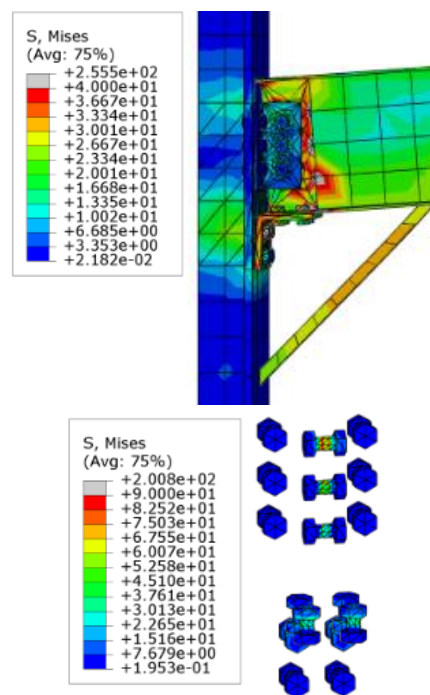 S, Mises
(Avg: 75%)
+2.555e+02
+4.000e+01
+3.667e+01
+3.334e+01
+3.001e+01
+2.667e+01
+2.334e+01
+2.001e+01
+1.668e+01
+1.335e+01
+1.002e+01
+6.685e+00
+3.353e+00
+2.182e-02
S, Mises
(Avg: 75%)
+2.008e+02
+9.000e+01
+8.252e+01
+7.503e+01
+6.755e+01
+6.007e+01
+5.258e+01
+4.510e+01
+3.761e+01
+3.013e+01
+2.265e+01
+1.516e+01
+7.679e+00
+1.953e-01